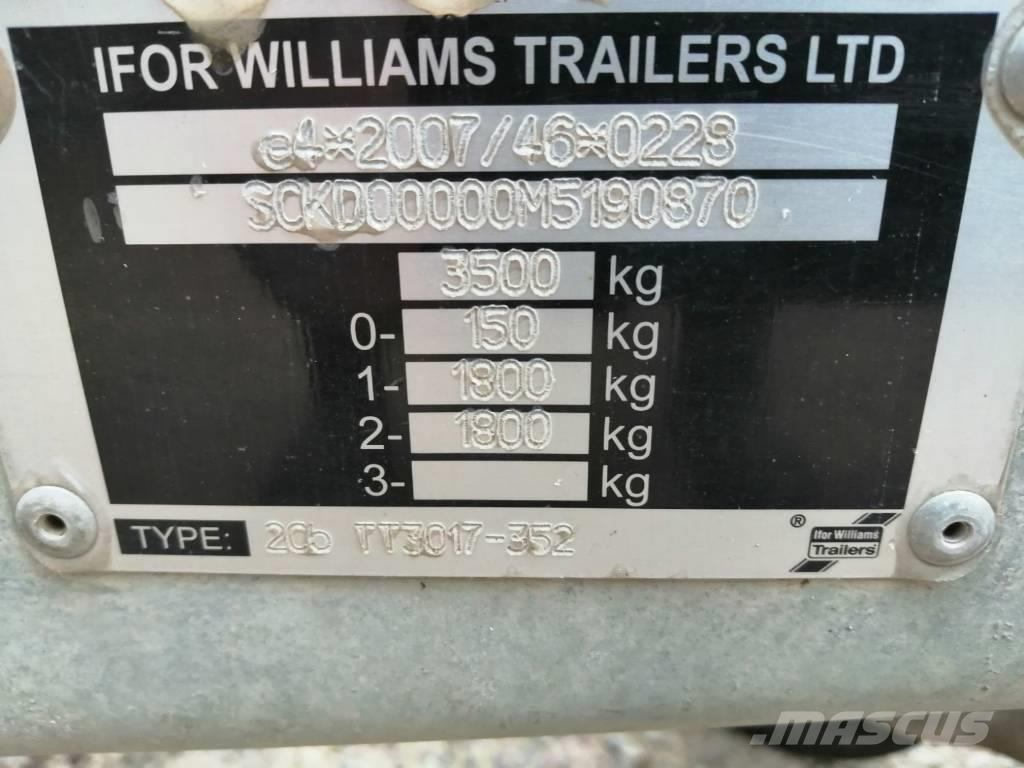 IFOR WILLIAMS TRAILERS LTD
e4*2007/46*0228
SCKD00000M5190870
3500 kg
0- 150 kg
1- 1800 kg
2- 1800 kg
3- kg
TYPE: 2Cb TT3017-352
® Ifor Williams
Trailers
MASCUS